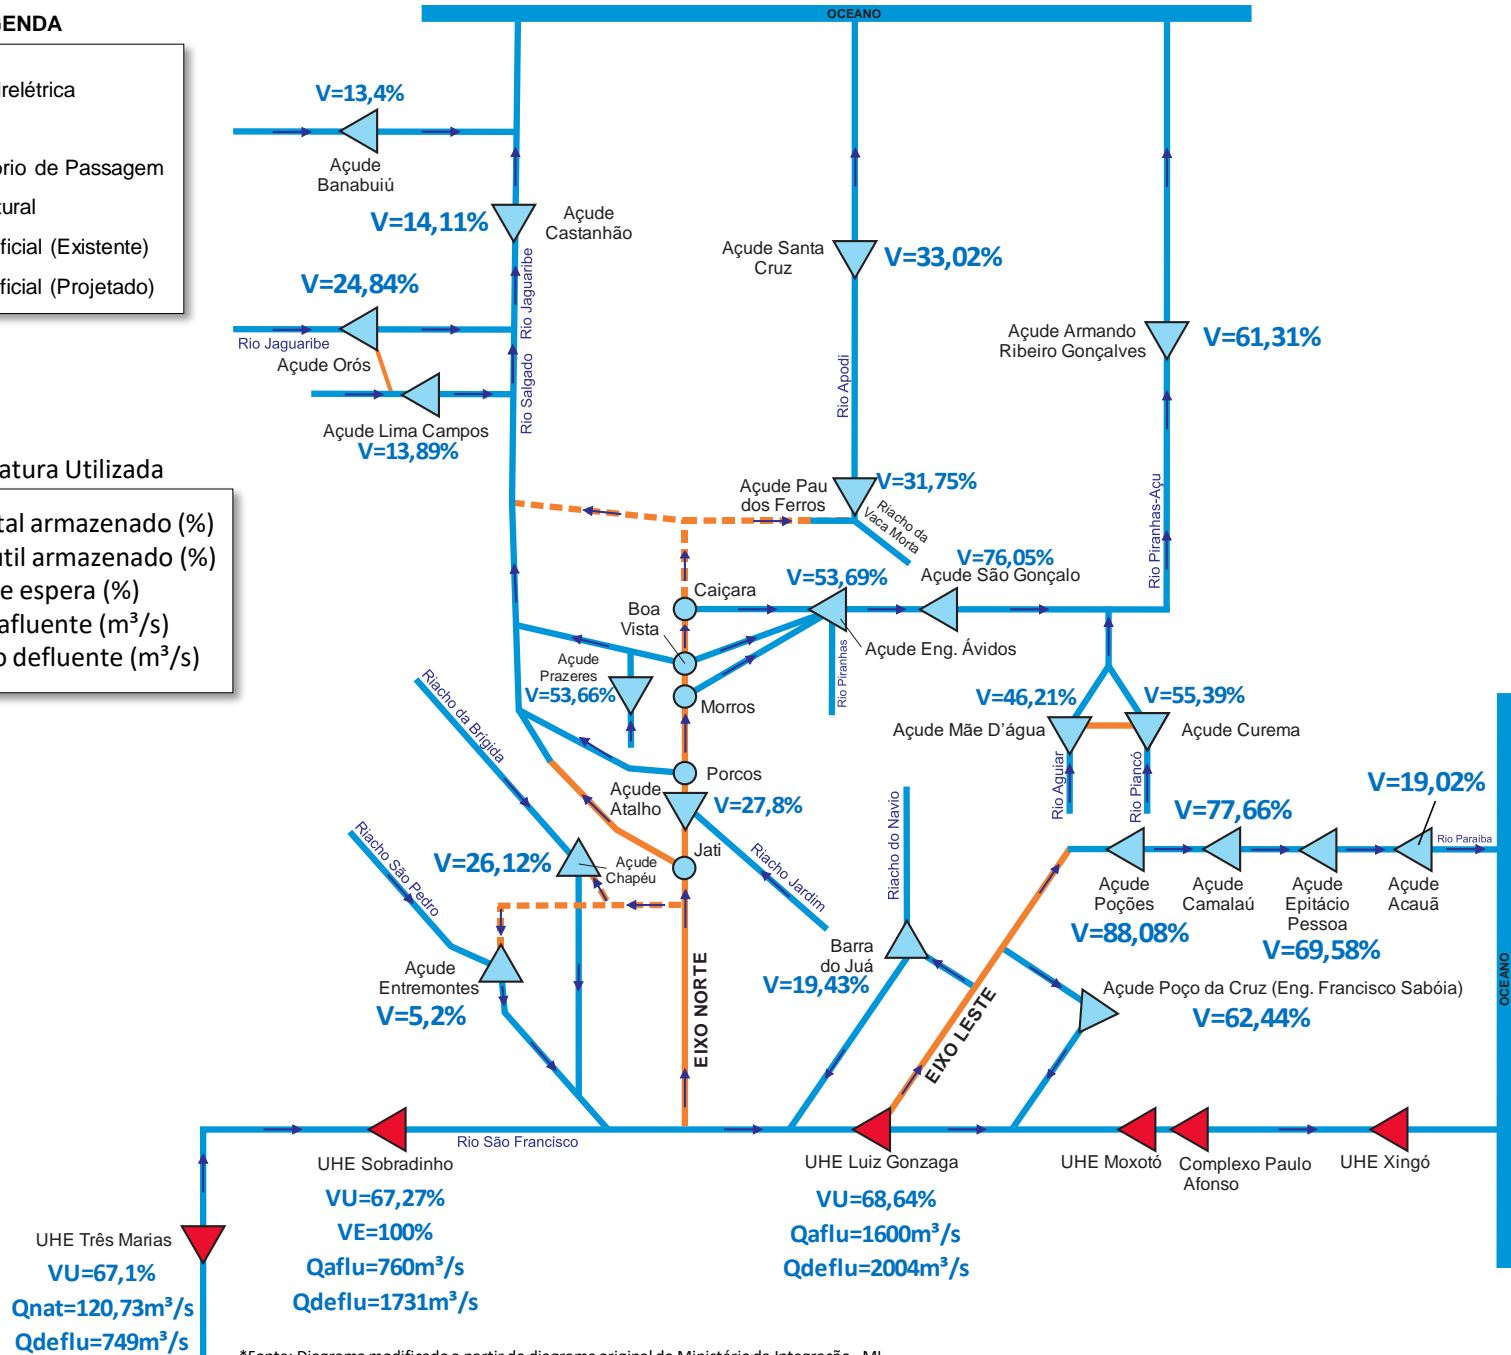 OCEANO
V=13,4%
Açude
Banabuiú
V=14,11%
Açude
Castanhão
V=24,84%
Rio Jaguaribe
Açude Orós
Rio Jaguaribe
Rio Salgado
Açude Lima Campos
V=13,89%
Açude Santa
Cruz
V=33,02%
Rio Apodi
Açude Armando
Ribeiro Gonçalves
V=61,31%
Rio Piranhas-Açu
Açude Pau
dos Ferros
V=31,75%
Riacho da
Vaca Morta
V=76,05%
Açude São Gonçalo
V=53,69%
Açude Eng. Ávidos
Rio Piranhas
Caiçara
Boa
Vista
Morros
Açude
Prazeres
V=53,66%
Porcos
Açude
Atalho
V=27,8%
Jati
Riacho Jardim
Riacho da Brigida
Riacho São Pedro
V=26,12%
Açude
Chapéu
Açude
Entremontes
V=5,2%
EIXO NORTE
V=46,21%
Açude Mãe D'água
V=55,39%
Açude Curema
Rio Aguiar
Rio Piancó
Riacho do Navio
Barra
do Juá
V=19,43%
EIXO LESTE
V=19,02%
V=77,66%
Rio Paraíba
Açude
Poções
V=88,08%
Açude
Camalaú
Açude
Epitácio
Pessoa
V=69,58%
Açude
Acauã
Açude Poço da Cruz (Eng. Francisco Sabóia)
V=62,44%
OCEANO
Rio São Francisco
UHE Sobradinho
VU=67,27%
VE=100%
Qaflu=760m³/s
Qdeflu=1731m³/s
UHE Luiz Gonzaga
VU=68,64%
Qaflu=1600m³/s
Qdeflu=2004m³/s
UHE Moxotó
Complexo Paulo
Afonso
UHE Xingó
UHE Três Marias
VU=67,1%
Qnat=120,73m³/s
Qdeflu=749m³/s
GENDA
lrelétrica
rio de Passagem
tural
ficial (Existente)
ficial (Projetado)
atura Utilizada
tal armazenado (%)
útil armazenado (%)
e espera (%)
afluente (m³/s)
o defluente (m³/s)